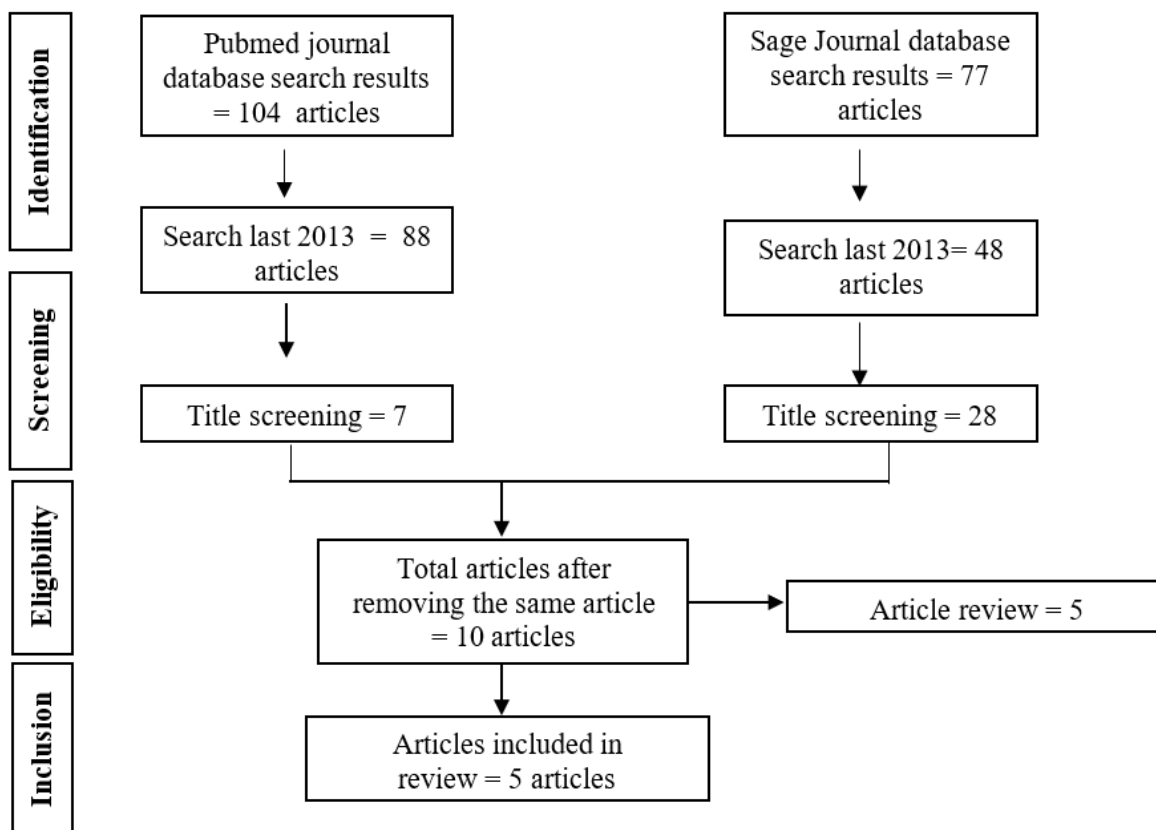 Identification
Pubmed journal
database search results
= 104 articles
Sage Journal database
search results = 77
articles
Search last 2013 = 88
articles
Search last 2013= 48
articles
Screening
Title screening = 7
Title screening = 28
Eligibility
Total articles after
removing the same article
= 10 articles
Article review = 5
Inclusion
Articles included in
review = 5 articles